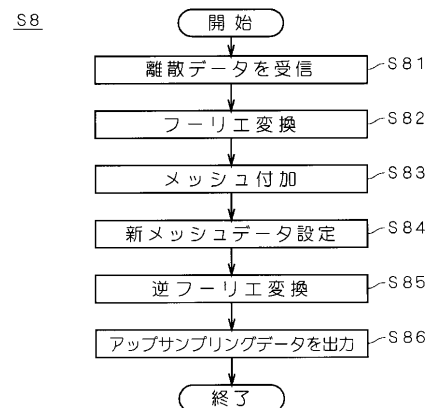 S8
開始
離散データを受信 S81
フーリエ変換 S82
メッシュ付加 S83
新メッシュデータ設定 S84
逆フーリエ変換 S85
アップサンプリングデータを出力 S86
終了